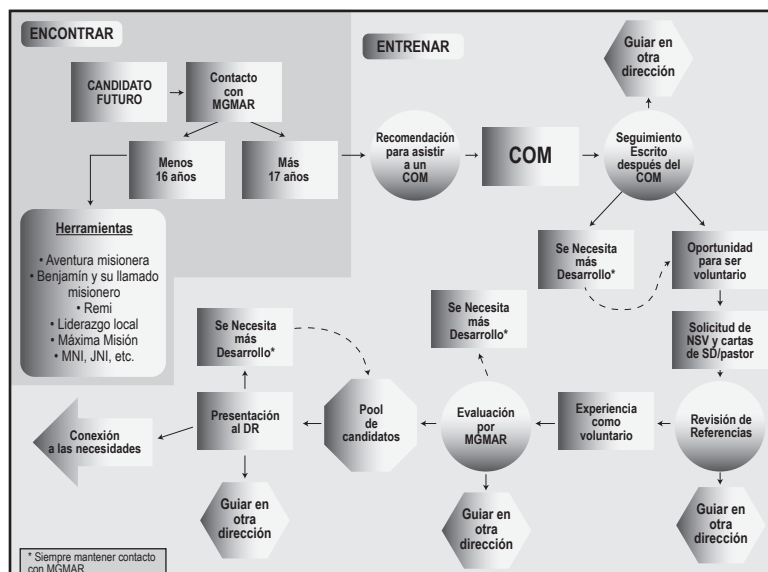 ENCONTRAR
CANDIDATO
FUTURO
Contacto
con
MGMAR
Menos
16 años
Más
17 años
Herramientas
• Aventura misionera
• Benjamín y su llamado
misionero
• Remi
• Liderazgo local
• Máxima Misión
• MNI, JNI, etc.
ENTRENAR
Recomendación
para asistir
a un
COM
COM
Seguimiento
Escrito
después del
COM
Guiar en
otra
dirección
Se Necesita
más
Desarrollo*
Oportunidad
para ser
voluntario
Solicitud de
NSV y cartas
de SD/pastor
Revisión de
Referencias
Guiar en
otra
dirección
Experiencia
como
voluntario
Evaluación
por
MGMAR
Se Necesita
más
Desarrollo*
Guiar en
otra
dirección
Pool
de
candidatos
Se Necesita
más
Desarrollo*
Presentación
al DR
Guiar en
otra
dirección
Conexión
a las necesidades
* Siempre mantener contacto
con MGMAR